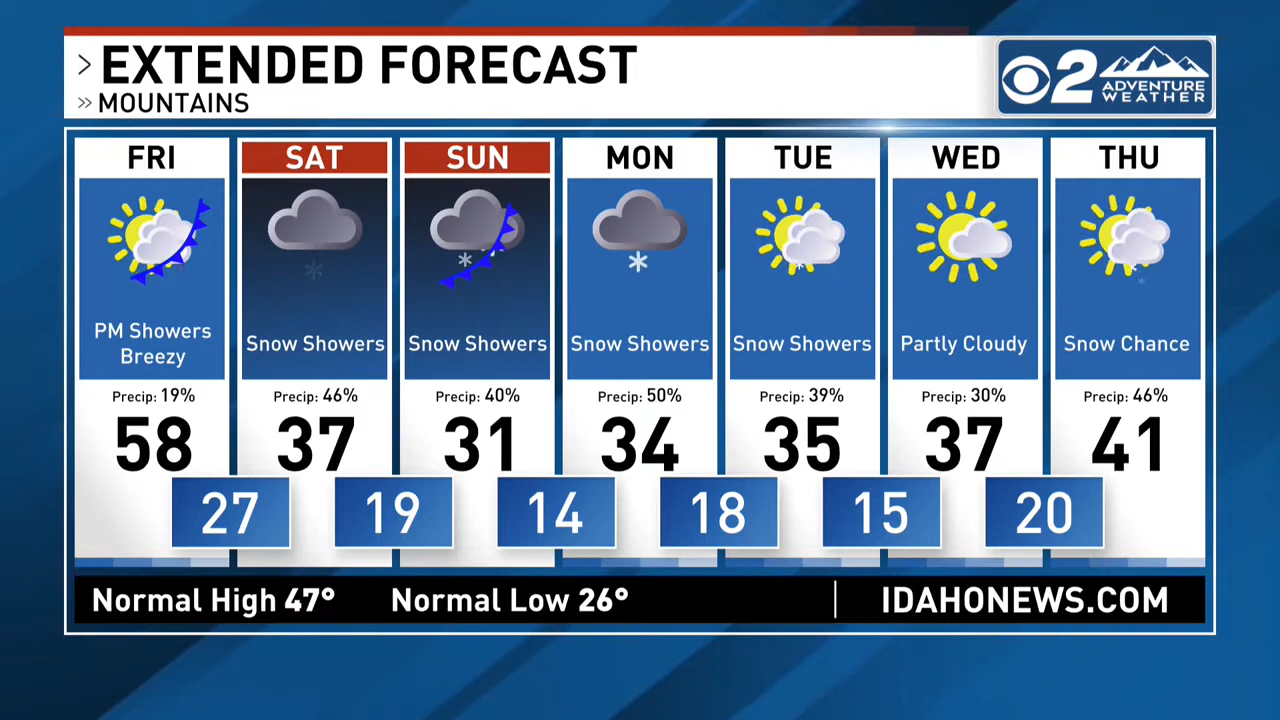 > EXTENDED FORECAST
>> MOUNTAINS
2 ADVENTURE
WEATHER
FRI SAT SUN MON TUE WED THU
PM Showers
Breezy
Snow Showers
Snow Showers
Snow Showers
Snow Showers
Partly Cloudy
Snow Chance
Precip: 19% Precip: 46% Precip: 40% Precip: 50% Precip: 39% Precip: 30% Precip: 46%
58 37 31 34 35 37 41
27 19 14 18 15 20
Normal High 47° Normal Low 26° IDAHONEWS.COM